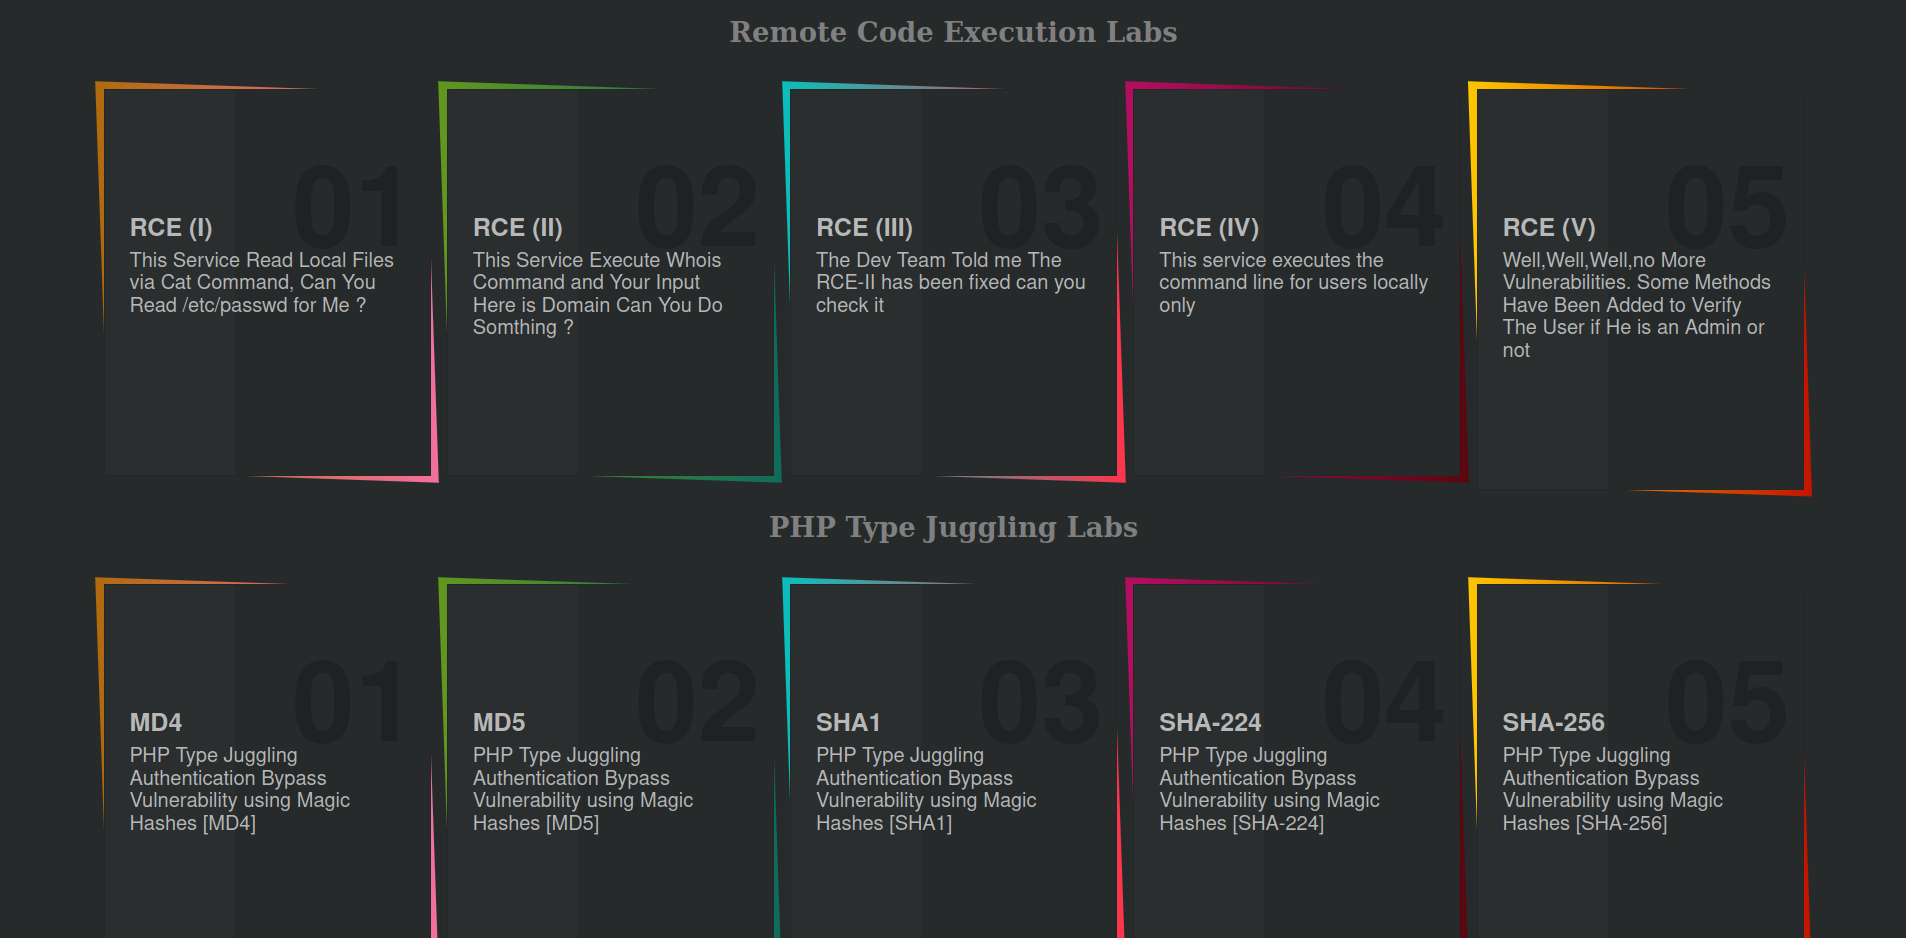 Remote Code Execution Labs
01
RCE (I)
This Service Read Local Files
via Cat Command, Can You
Read /etc/passwd for Me ?
02
RCE (II)
This Service Execute Whois
Command and Your Input
Here is Domain Can You Do
Somthing ?
03
RCE (III)
The Dev Team Told me The
RCE-II has been fixed can you
check it
04
RCE (IV)
This service executes the
command line for users locally
only
05
RCE (V)
Well,Well,Well,no More
Vulnerabilities. Some Methods
Have Been Added to Verify
The User if He is an Admin or
not
PHP Type Juggling Labs
01
MD4
PHP Type Juggling
Authentication Bypass
Vulnerability using Magic
Hashes [MD4]
02
MD5
PHP Type Juggling
Authentication Bypass
Vulnerability using Magic
Hashes [MD5]
03
SHA1
PHP Type Juggling
Authentication Bypass
Vulnerability using Magic
Hashes [SHA1]
04
SHA-224
PHP Type Juggling
Authentication Bypass
Vulnerability using Magic
Hashes [SHA-224]
05
SHA-256
PHP Type Juggling
Authentication Bypass
Vulnerability using Magic
Hashes [SHA-256]